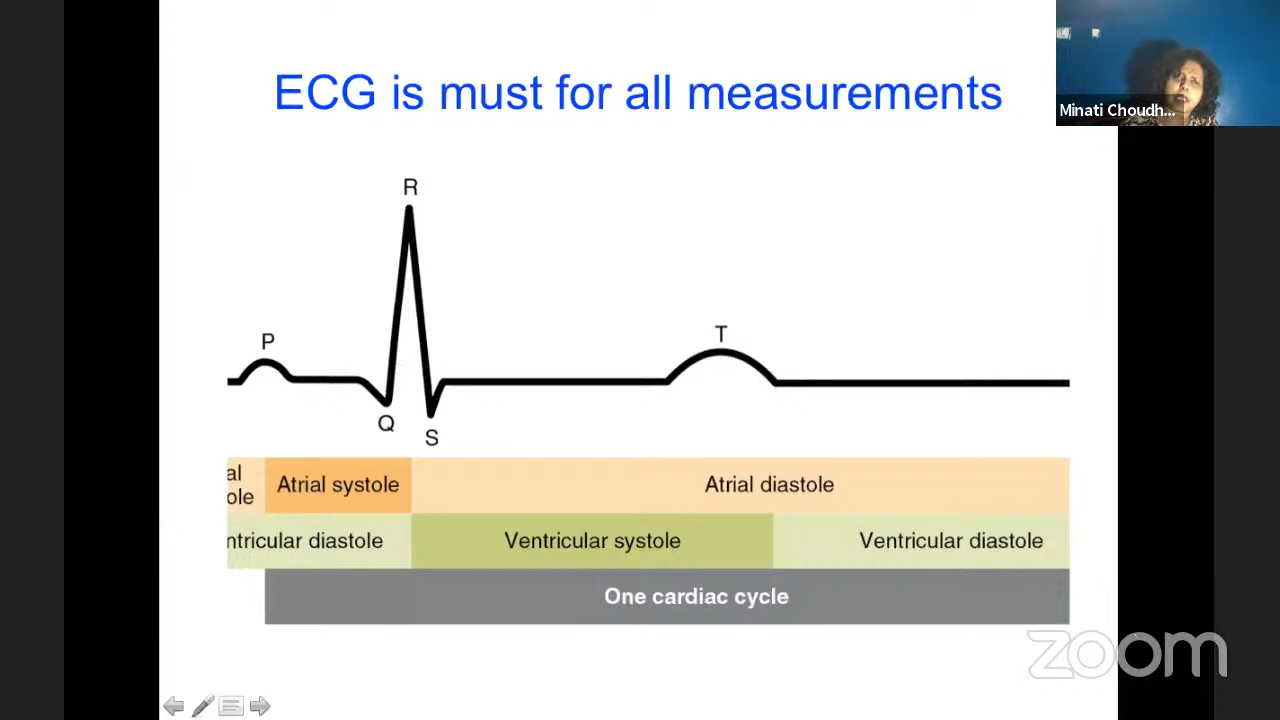 ECG is must for all measurements
Minati Choudh...
R
P
T
Q
S
al
ole
Atrial systole
Atrial diastole
ntricular diastole
Ventricular systole
Ventricular diastole
One cardiac cycle
zoom